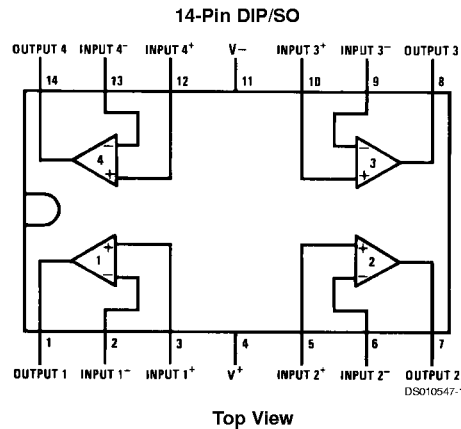 14-Pin DIP/SO
OUTPUT 4 INPUT 4- INPUT 4+ V- INPUT 3+ INPUT 3- OUTPUT 3
14 13 12 11 10 9 8
- -
4 3
+ +
+ +
1 2
- -
1 2 3 4 5 6 7
OUTPUT 1 INPUT 1- INPUT 1+ V+ INPUT 2+ INPUT 2- OUTPUT 2
DS010547-1
Top View